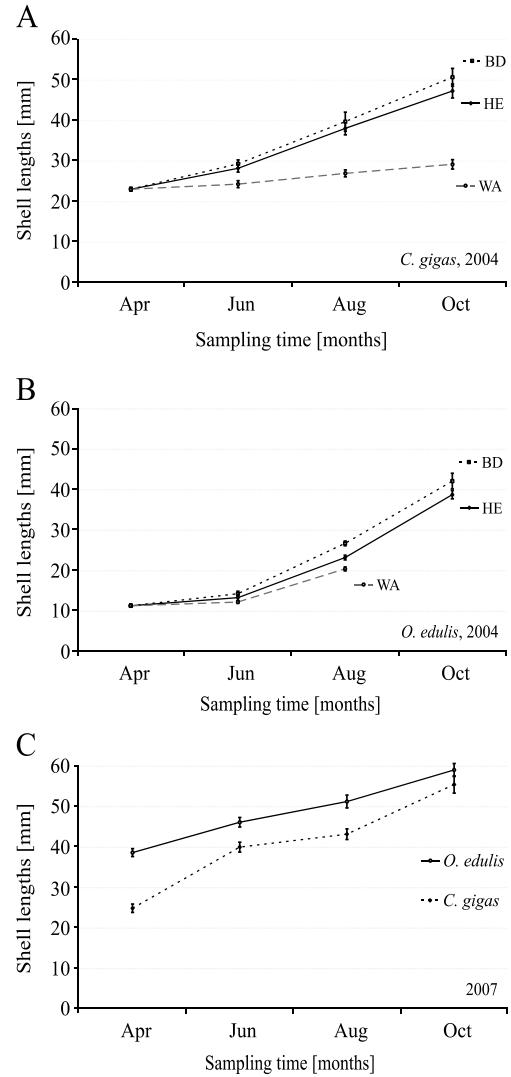 A
Shell lengths [mm]
60
50
40
30
20
10
0
BD
HE
WA
C. gigas, 2004
Apr Jun Aug Oct
Sampling time [months]
B
Shell lengths [mm]
60
50
40
30
20
10
0
BD
HE
WA
O. edulis, 2004
Apr Jun Aug Oct
Sampling time [months]
C
Shell lengths [mm]
60
50
40
30
20
10
0
O. edulis
C. gigas
2007
Apr Jun Aug Oct
Sampling time [months]